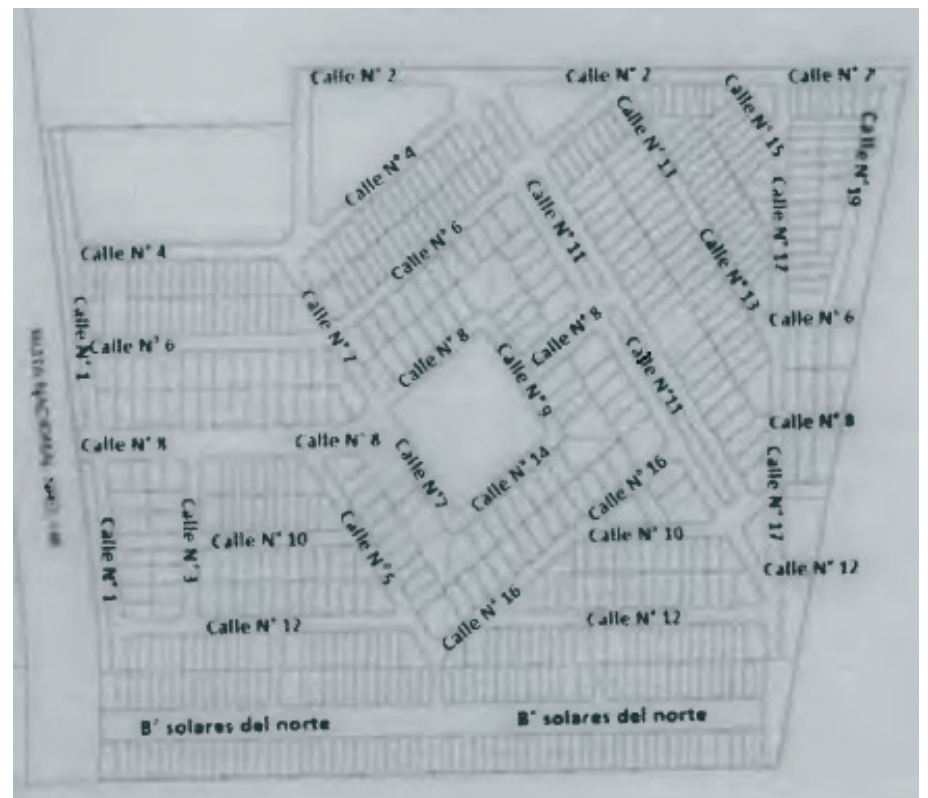 Calle N° 2
Calle N° 2
Calle N° 2
Calle N° 15
Calle N° 13
Calle N° 19
Calle N° 4
Calle N° 17
Calle N° 11
Calle N° 6
Calle N° 4
Calle N° 13
Calle N° 7
Calle N° 6
Calle N° 1
Calle N° 6
Calle N° 8
Calle N° 8
Calle N° 9
Calle N° 11
Calle N° 8
Calle N° 8
Calle N° 8
Calle N° 7
Calle N° 14
Calle N° 16
Calle N° 17
Calle N° 1
Calle N° 3
Calle N° 10
Calle N° 5
Calle N° 10
Calle N° 12
Calle N° 12
Calle N° 16
Calle N° 12
B° solares del norte
B° solares del norte